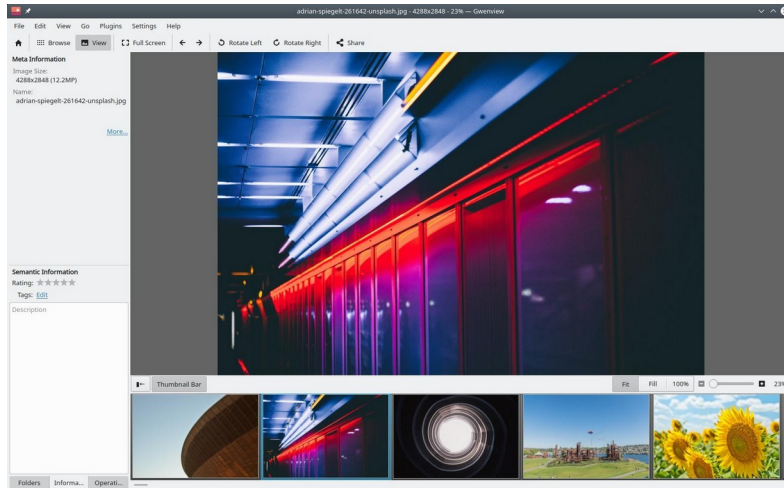 adrian-spiegelt-261642-unsplash.jpg - 4288x2848 - 23% — Gwenview
File Edit View Go Plugins Settings Help
Browse View Full Screen Rotate Left Rotate Right Share
Meta Information
Image Size:
4288x2848 (12.2MP)
Name:
adrian-spiegelt-261642-unsplash.jpg
More...
Semantic Information
Rating:
Tags: Edit
Description
Thumbnail Bar Fit Fill 100% 23%
Folders Informa... Operati...